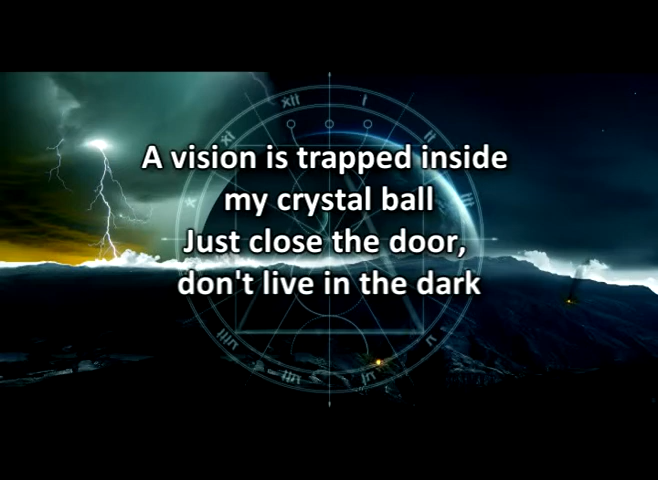 A vision is trapped inside
my crystal ball
Just close the door,
don't live in the dark